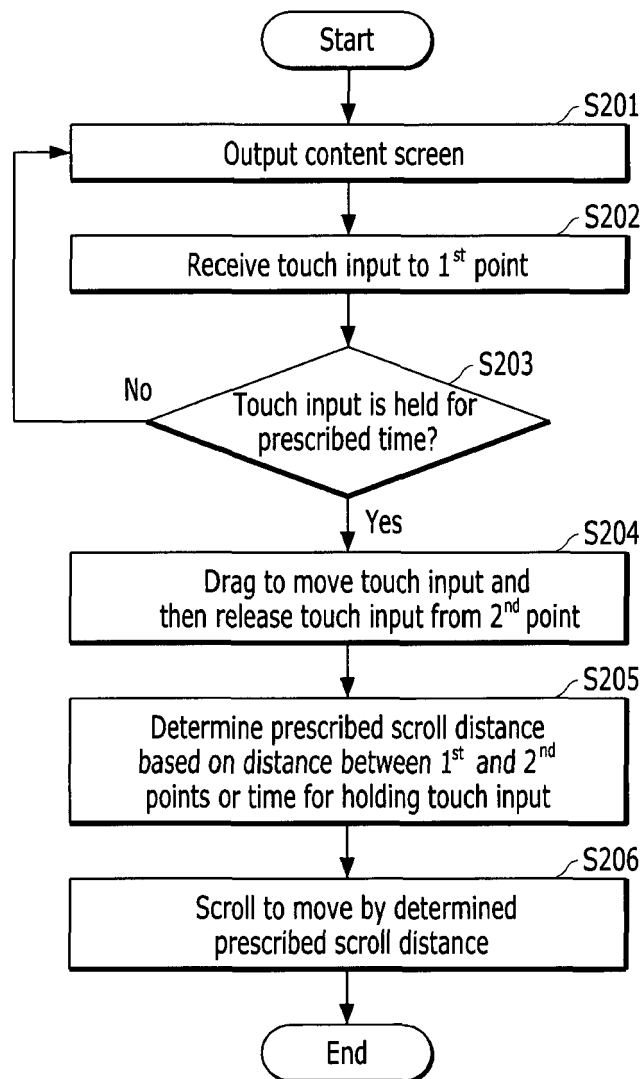 Start
S201
Output content screen
S202
Receive touch input to 1st point
S203
No
Touch input is held for
prescribed time?
Yes
S204
Drag to move touch input and
then release touch input from 2nd point
S205
Determine prescribed scroll distance
based on distance between 1st and 2nd
points or time for holding touch input
S206
Scroll to move by determined
prescribed scroll distance
End